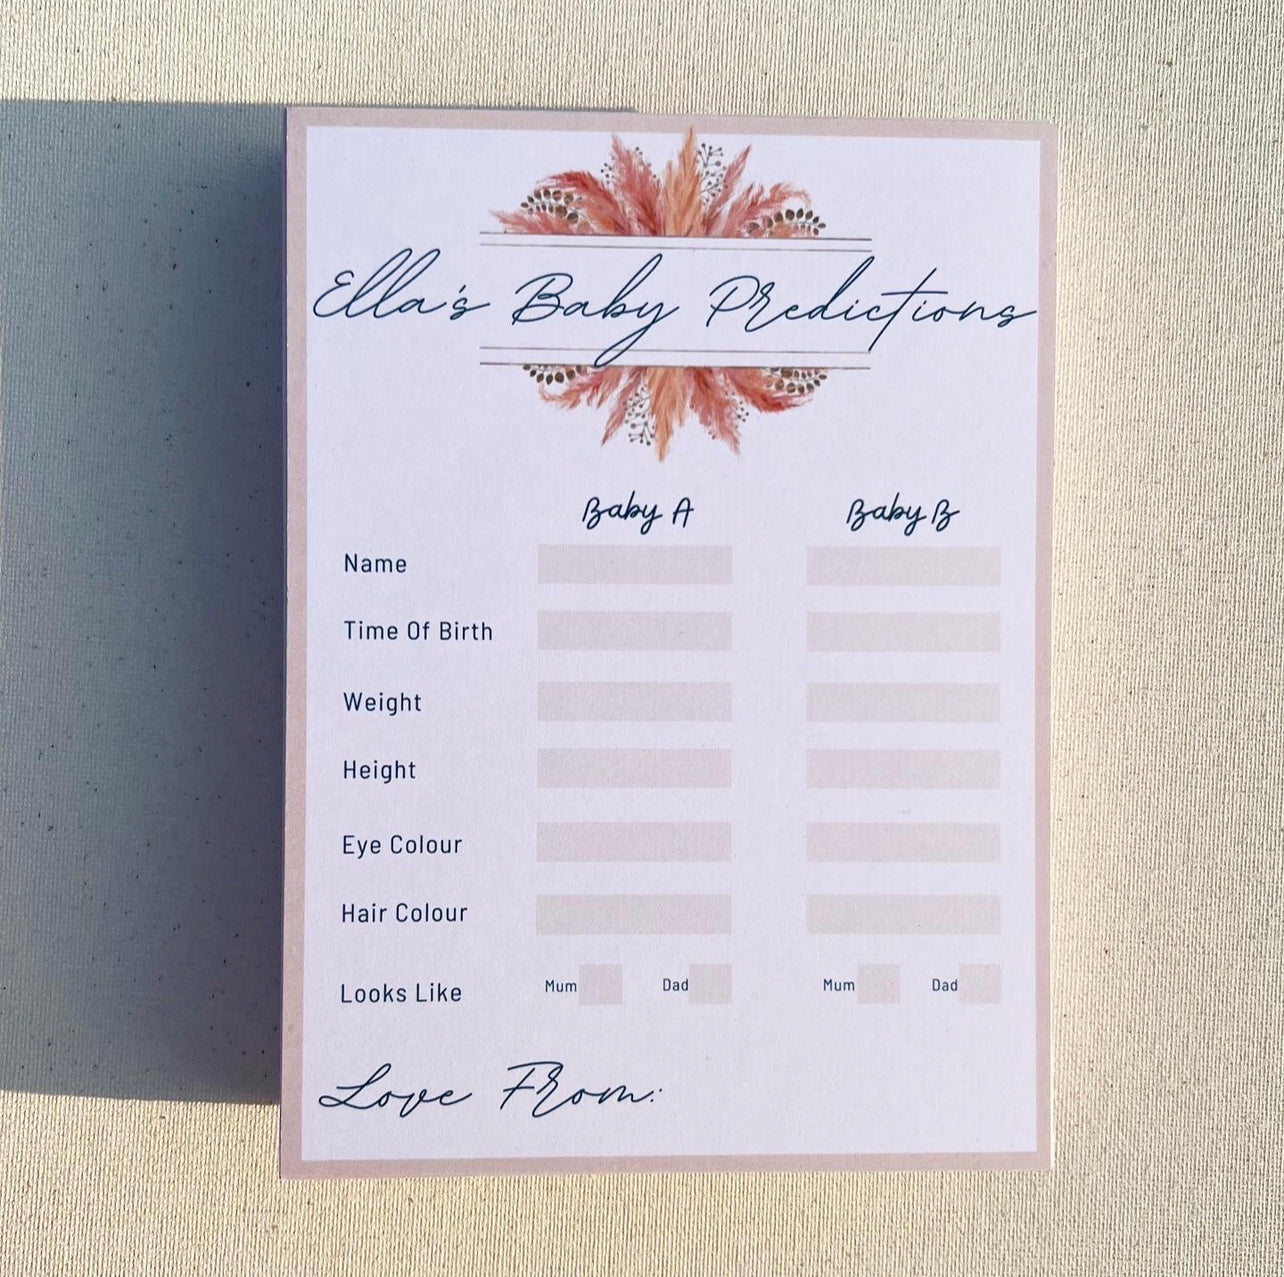 Ella's Baby Predictions
Baby A Baby B
Name
Time Of Birth
Weight
Height
Eye Colour
Hair Colour
Looks Like Mum Dad Mum Dad
Love From: